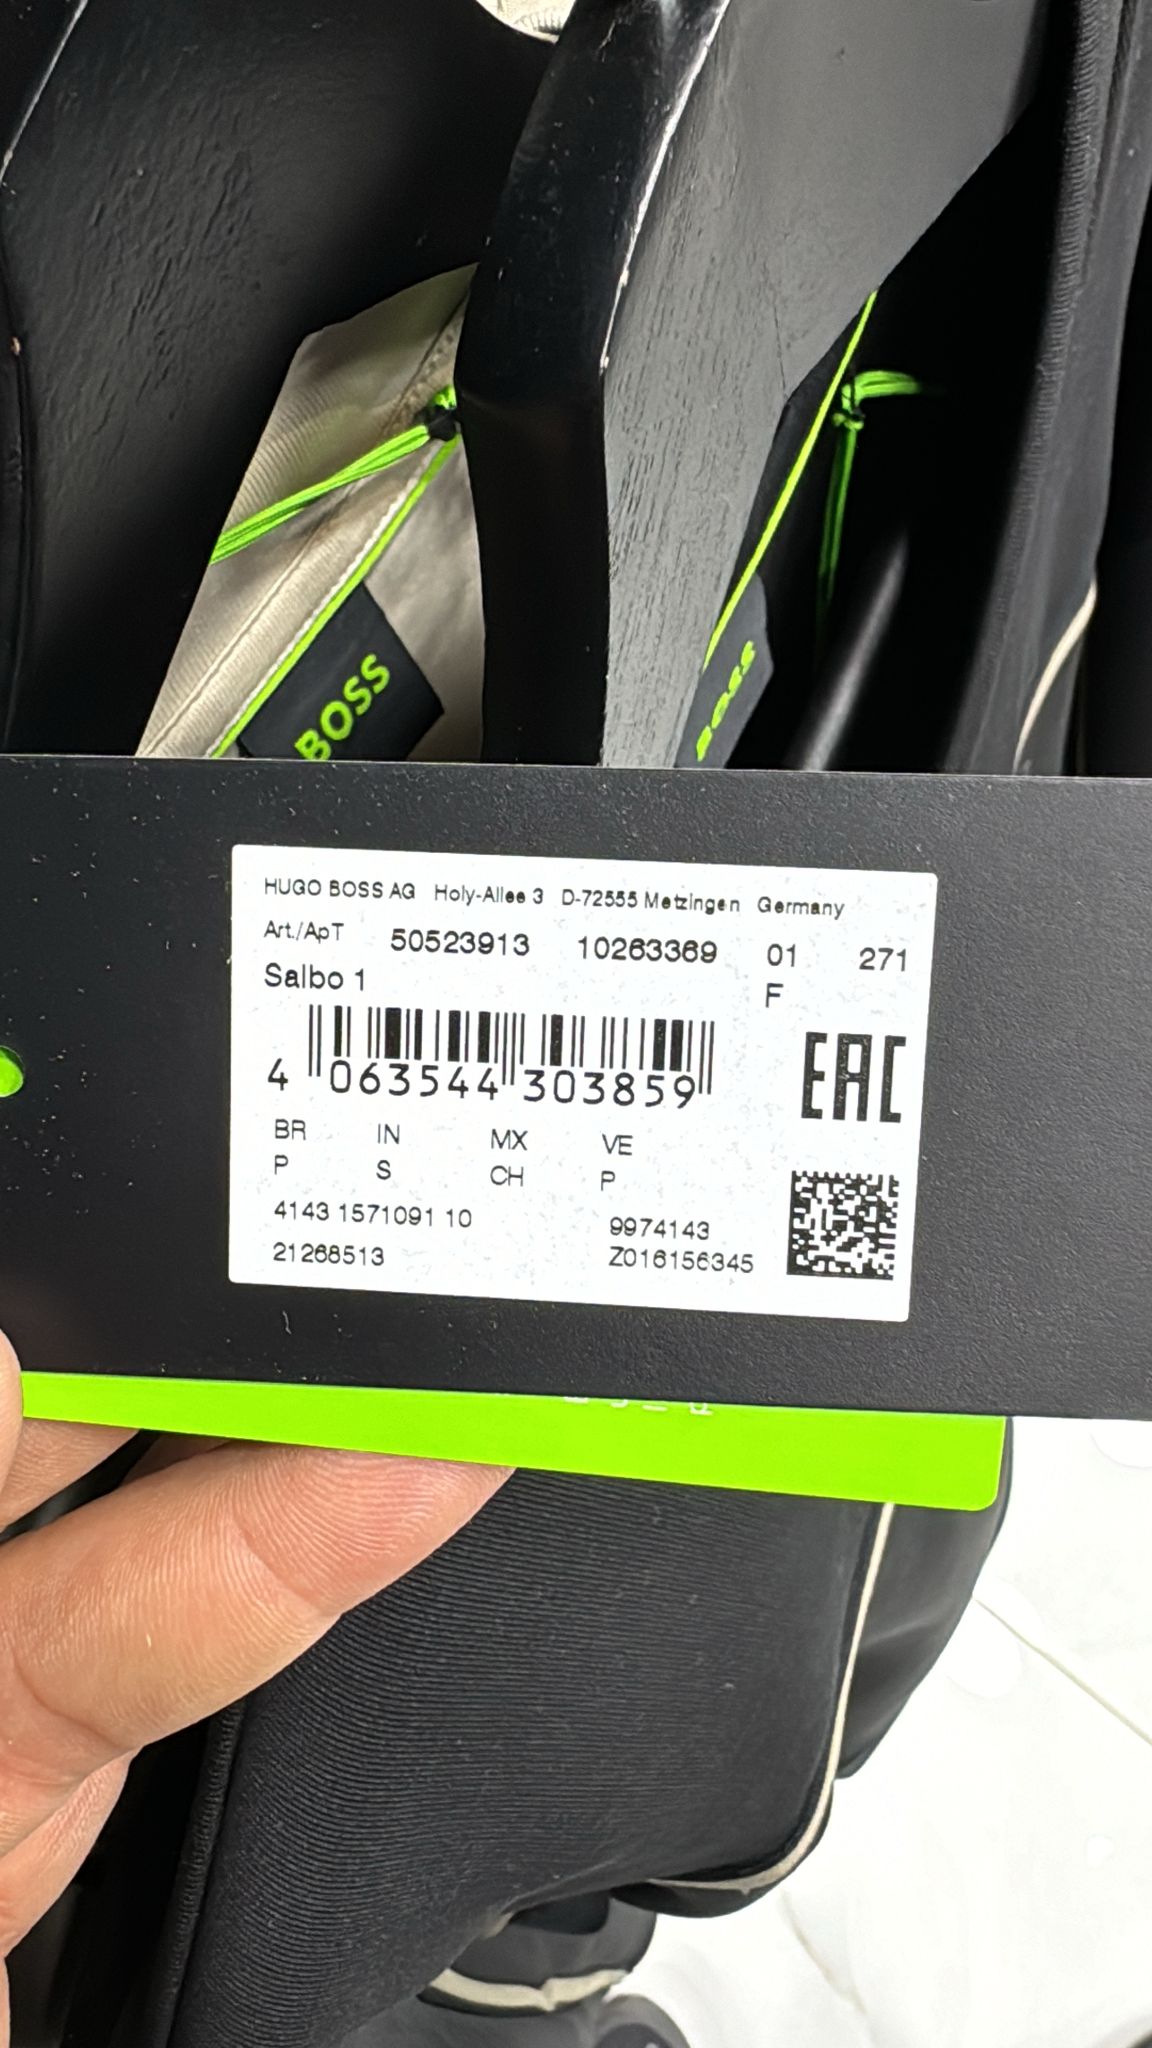 BOSS
BOSS
HUGO BOSS AG Holy-Allee 3 D-72555 Metzingen Germany
Art./ApT 50523913 10263369 01 271
Salbo 1 F
4 063544 303859
EAC
BR IN MX VE
P S CH P
4143 1571091 10 9974143
21268513 Z016156345